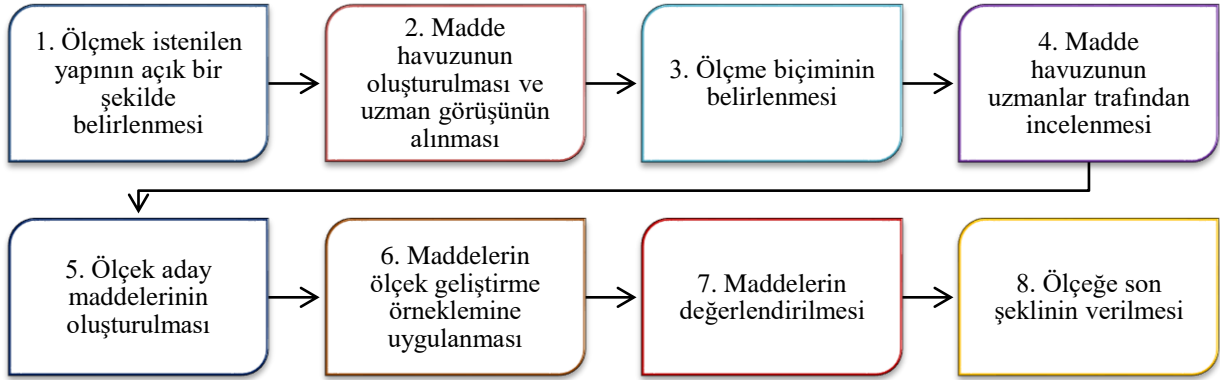 1. Ölçmek istenilen
yapının açık bir
şekilde
belirlenmesi
2. Madde
havuzunun
oluşturulması ve
uzman görüşünün
alınması
3. Ölçme biçiminin
belirlenmesi
4. Madde
havuzunun
uzmanlar trafından
incelenmesi
5. Ölçek aday
maddelerinin
oluşturulması
6. Maddelerin
ölçek geliştirme
örneklemine
uygulanması
7. Maddelerin
değerlendirilmesi
8. Ölçeğe son
şeklinin verilmesi